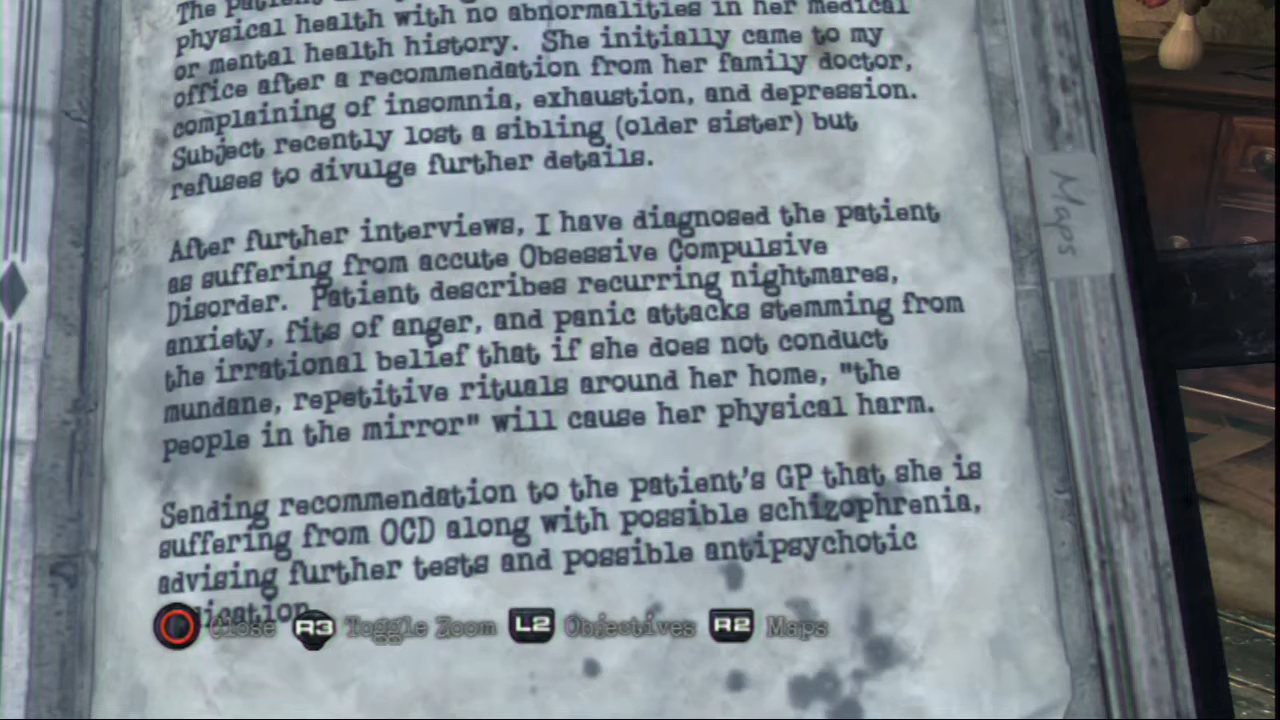 The patient
physical health with no abnormalities in her medical
or mental health history. She initially came to my
office after a recommendation from her family doctor,
complaining of insomnia, exhaustion, and depression.
Subject recently lost a sibling (older sister) but
refuses to divulge further details.
After further interviews, I have diagnosed the patient
as suffering from accute Obsessive Compulsive
Disorder. Patient describes recurring nightmares,
anxiety, fits of anger, and panic attacks stemming from
the irrational belief that if she does not conduct
mundane, repetitive rituals around her home, "the
people in the mirror" will cause her physical harm.
Sending recommendation to the patient's GP that she is
suffering from OCD along with possible schizophrenia,
advising further tests and possible antipsychotic
Close R3 Toggle Zoom L2 Objectives R2 Maps
Maps